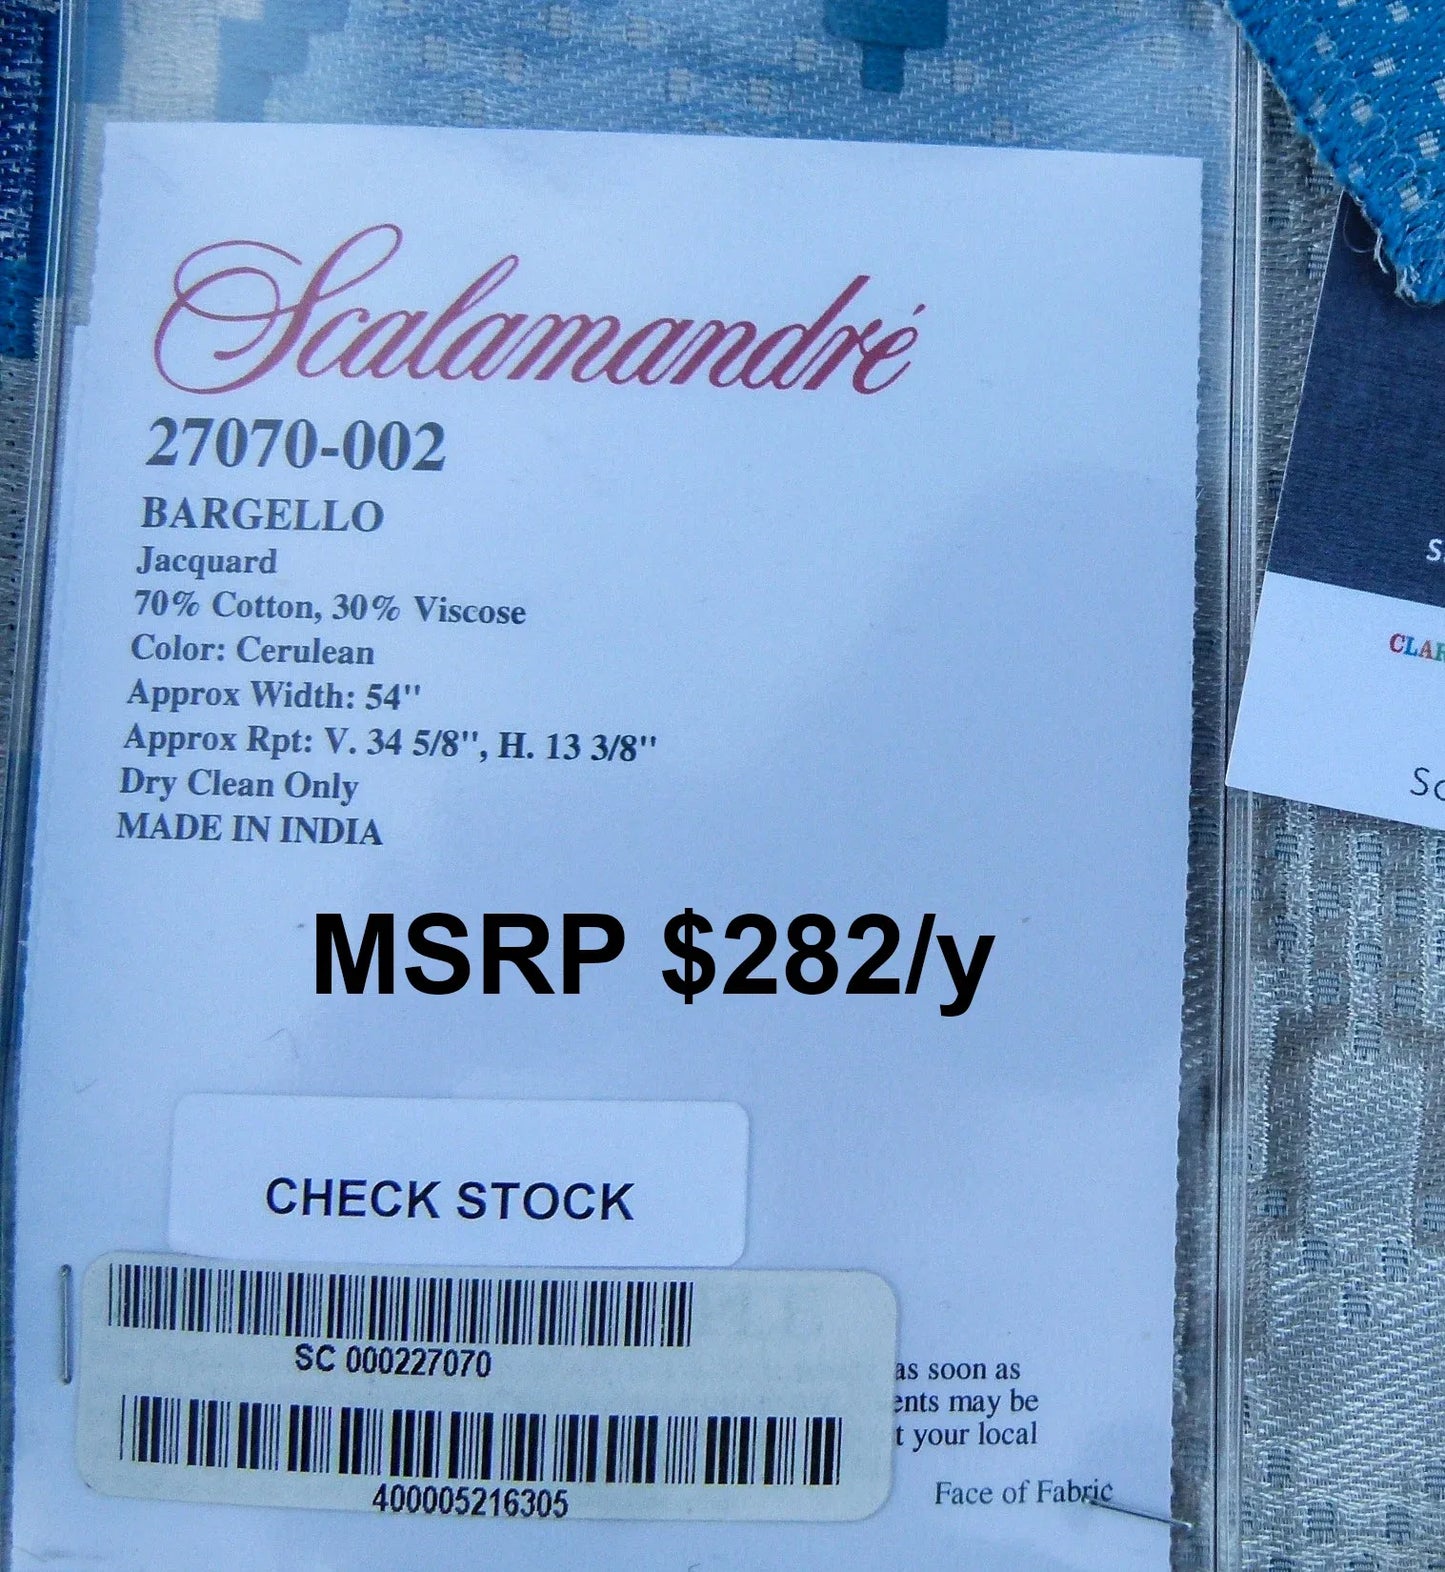 Scalamandré
27070-002
BARGELLO
Jacquard
70% Cotton, 30% Viscose
Color: Cerulean
Approx Width: 54''
Approx Rpt: V. 34 5/8'', H. 13 3/8''
Dry Clean Only
MADE IN INDIA
MSRP $282/y
CHECK STOCK
SC 000227070
400005216305
as soon as
may be
your local
Face of Fabric